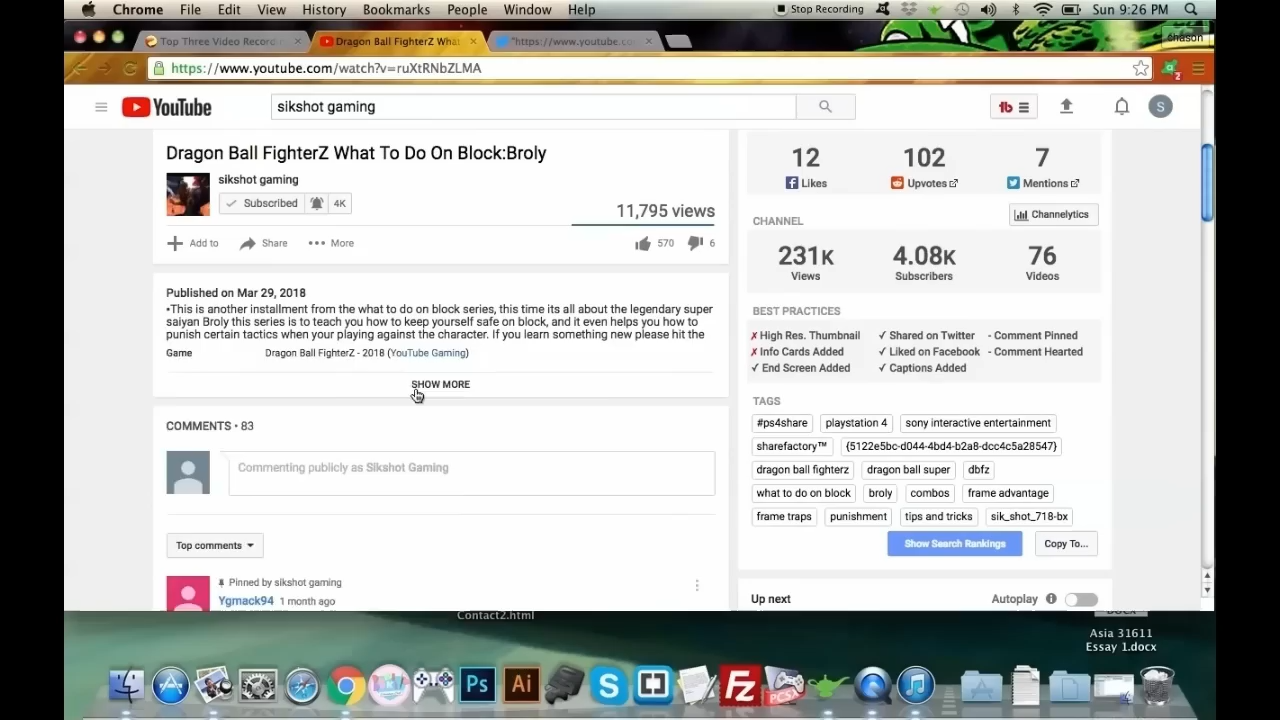 Chrome File Edit View History Bookmarks People Window Help Stop Recording Sun 9:26 PM
Top Three Video Record Dragon Ball FighterZ Wha "https://www.youtube.co chason
https://www.youtube.com/watch?v=ruXtRNbZLMA 2
YouTube sikshot gaming tb S
Dragon Ball FighterZ What To Do On Block:Broly
sikshot gaming
Subscribed 4K
11,795 views
Add to Share More 570 6
Published on Mar 29, 2018
•This is another installment from the what to do on block series, this time its all about the legendary super
saiyan Broly this series is to teach you how to keep yourself safe on block, and it even helps you how to
punish certain tactics when your playing against the character. If you learn something new please hit the
Game Dragon Ball FighterZ - 2018 (YouTube Gaming)
SHOW MORE
COMMENTS • 83
Commenting publicly as Sikshot Gaming
Top comments
Pinned by sikshot gaming
Ygmack94 1 month ago
12 102 7
Likes Upvotes Mentions
CHANNEL Channelytics
231K 4.08K 76
Views Subscribers Videos
BEST PRACTICES
✗ High Res. Thumbnail ✓ Shared on Twitter - Comment Pinned
✗ Info Cards Added ✓ Liked on Facebook - Comment Hearted
✓ End Screen Added ✓ Captions Added
TAGS
#ps4share playstation 4 sony interactive entertainment
sharefactory™ {5122e5bc-d044-4bd4-b2a8-dcc4c5a28547}
dragon ball fighterz dragon ball super dbfz
what to do on block broly combos frame advantage
frame traps punishment tips and tricks sik_shot_718-bx
Show Search Rankings Copy To...
Up next Autoplay
Contact2.html
DOCX
Asia 31611
Essay 1.docx
Ps Ai S Fz PCSX